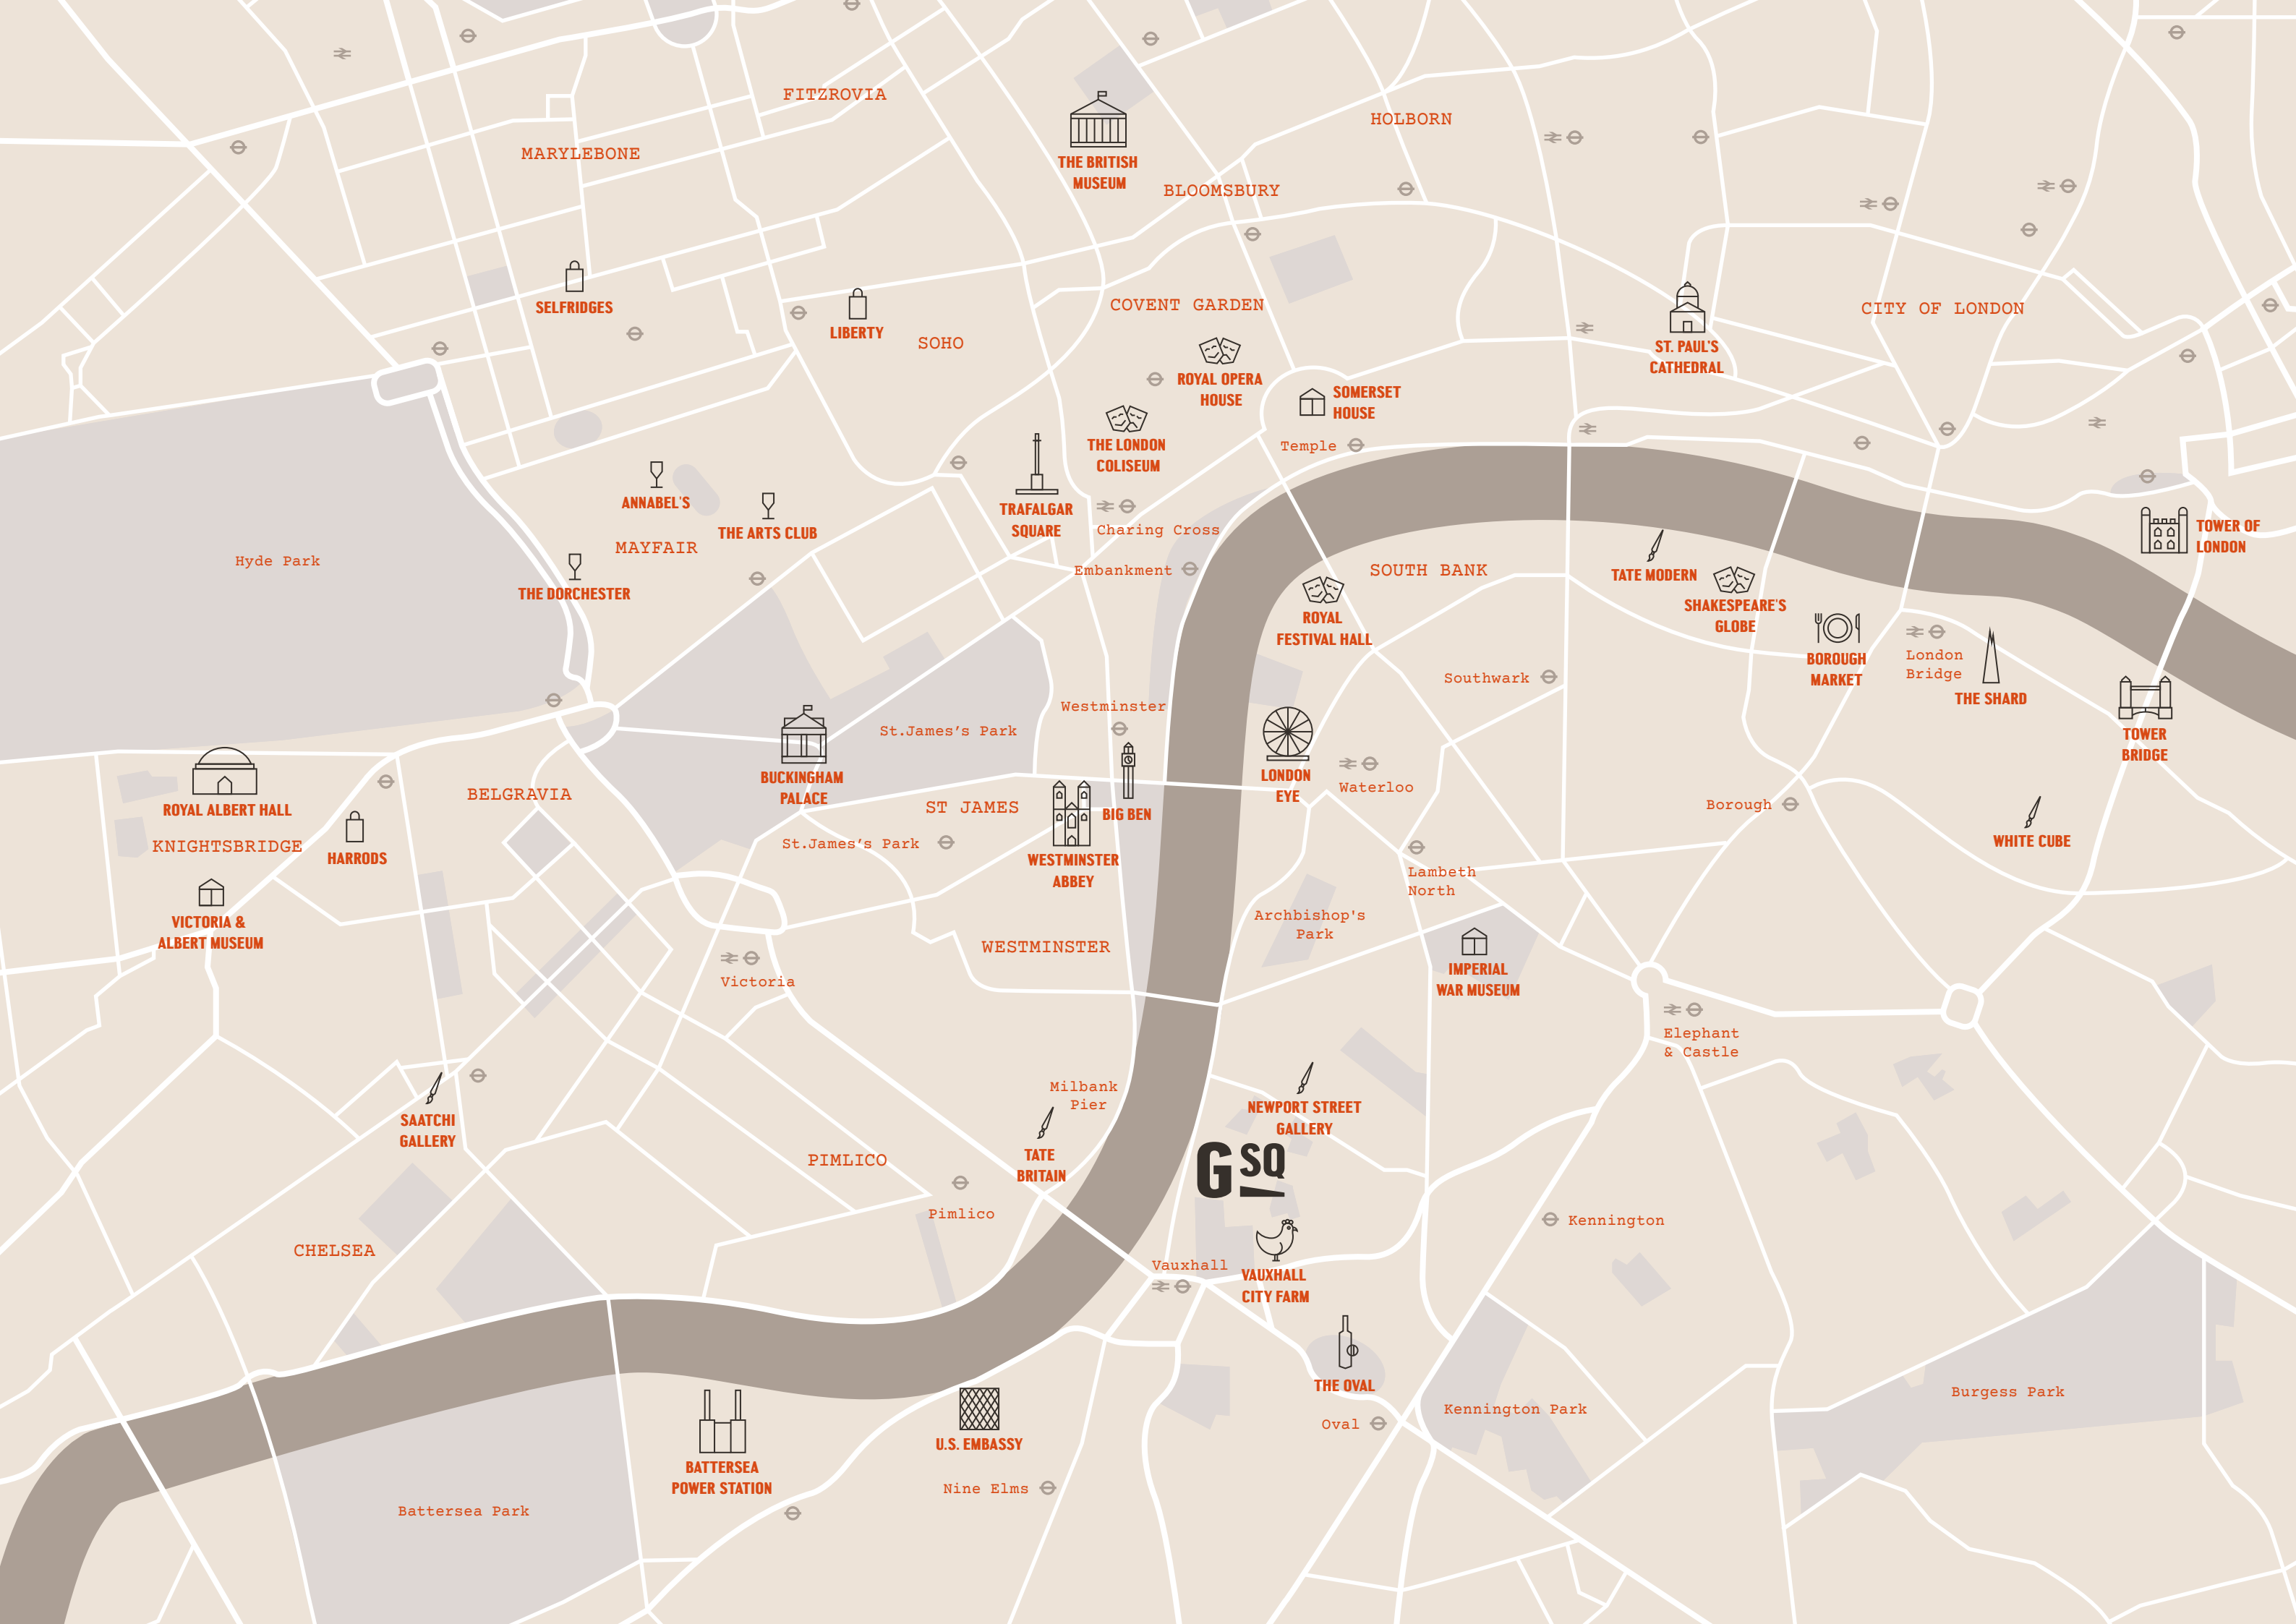 FITZROVIA
HOLBORN
MARYLEBONE
THE BRITISH
MUSEUM
BLOOMSBURY
SELFRIDGES
LIBERTY
SOHO
COVENT GARDEN
CITY OF LONDON
ST. PAUL'S
CATHEDRAL
ROYAL OPERA
HOUSE
SOMERSET
HOUSE
THE LONDON
COLISEUM
Temple
ANNABEL'S
THE ARTS CLUB
TRAFALGAR
SQUARE
Charing Cross
MAYFAIR
Hyde Park
THE DORCHESTER
Embankment
SOUTH BANK
TATE MODERN
TOWER OF
LONDON
SHAKESPEARE'S
GLOBE
ROYAL
FESTIVAL HALL
BOROUGH
MARKET
London
Bridge
THE SHARD
Southwark
Westminster
St.James's Park
TOWER
BRIDGE
BUCKINGHAM
PALACE
LONDON
EYE
Waterloo
ROYAL ALBERT HALL
BELGRAVIA
ST JAMES
BIG BEN
Borough
KNIGHTSBRIDGE
HARRODS
St.James's Park
WESTMINSTER
ABBEY
WHITE CUBE
Lambeth
North
VICTORIA &
ALBERT MUSEUM
Archbishop's
Park
WESTMINSTER
Victoria
IMPERIAL
WAR MUSEUM
Elephant
& Castle
Milbank
Pier
SAATCHI
GALLERY
NEWPORT STREET
GALLERY
TATE
BRITAIN
PIMLICO
GSQ
Pimlico
Kennington
CHELSEA
Vauxhall
VAUXHALL
CITY FARM
THE OVAL
Burgess Park
Kennington Park
Oval
U.S. EMBASSY
BATTERSEA
POWER STATION
Nine Elms
Battersea Park